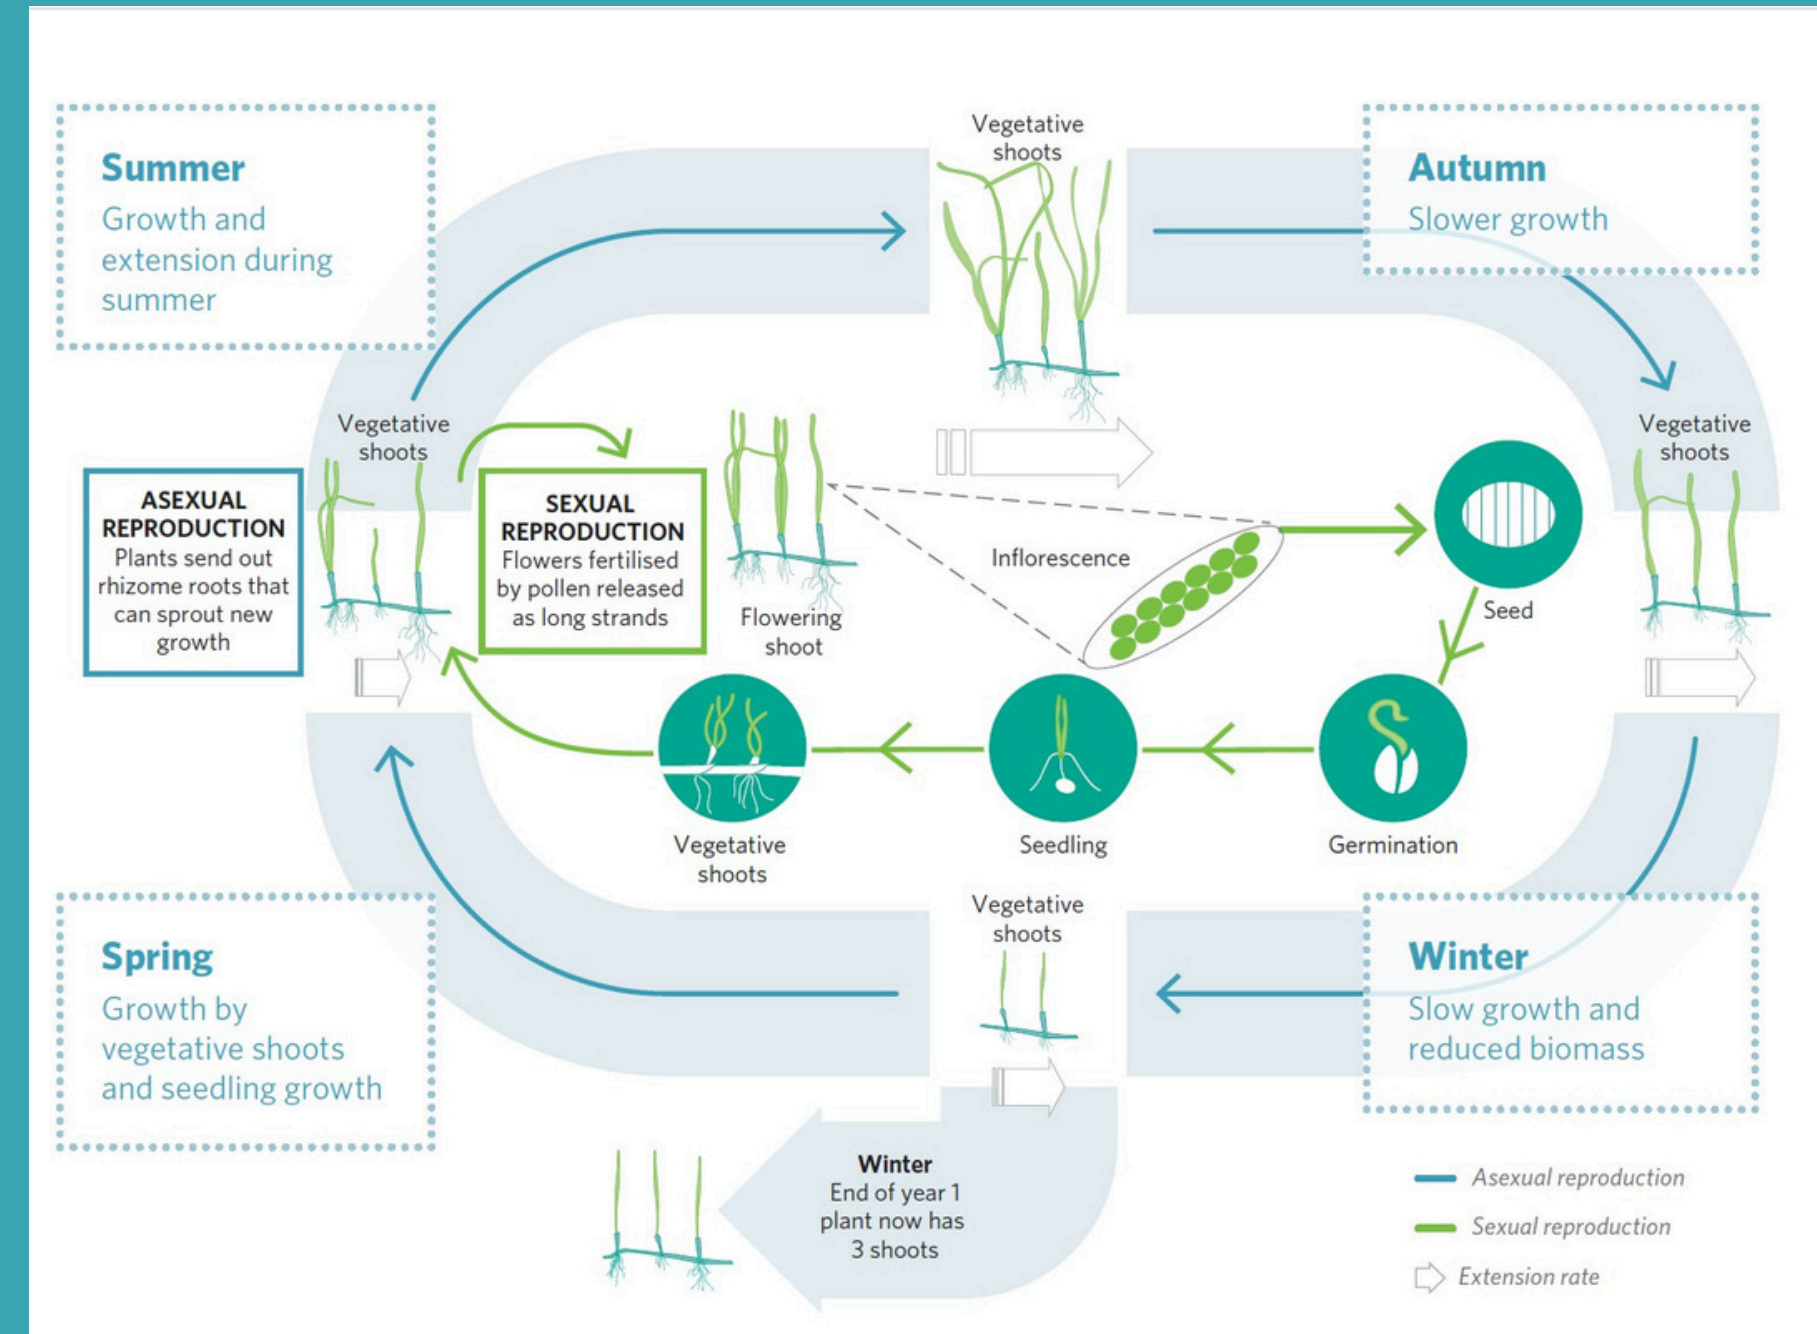 Summer
Growth and
extension during
summer
Vegetative
shoots
Autumn
Slower growth
Vegetative
shoots
ASEXUAL
REPRODUCTION
Plants send out
rhizome roots that
can sprout new
growth
SEXUAL
REPRODUCTION
Flowers fertilised
by pollen released
as long strands
Flowering
shoot
Inflorescence
Seed
Vegetative
shoots
Vegetative
shoots
Seedling
Germination
Spring
Growth by
vegetative shoots
and seedling growth
Vegetative
shoots
Winter
Slow growth and
reduced biomass
Winter
End of year 1
plant now has
3 shoots
Asexual reproduction
Sexual reproduction
Extension rate